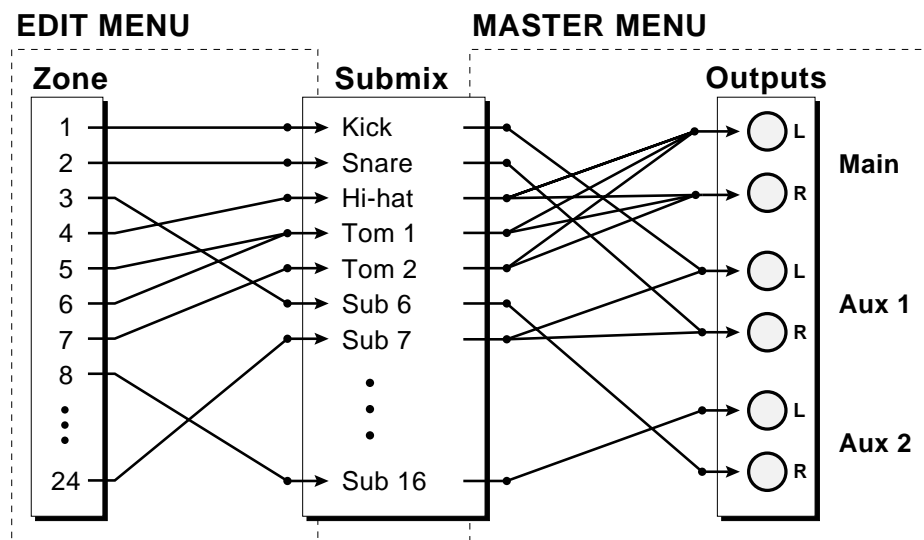 EDIT MENU
MASTER MENU
Zone
Submix
Outputs
1
2
3
4
5
6
7
8
24
Kick
Snare
Hi-hat
Tom 1
Tom 2
Sub 6
Sub 7
Sub 16
L
R
Main
L
R
Aux 1
L
R
Aux 2